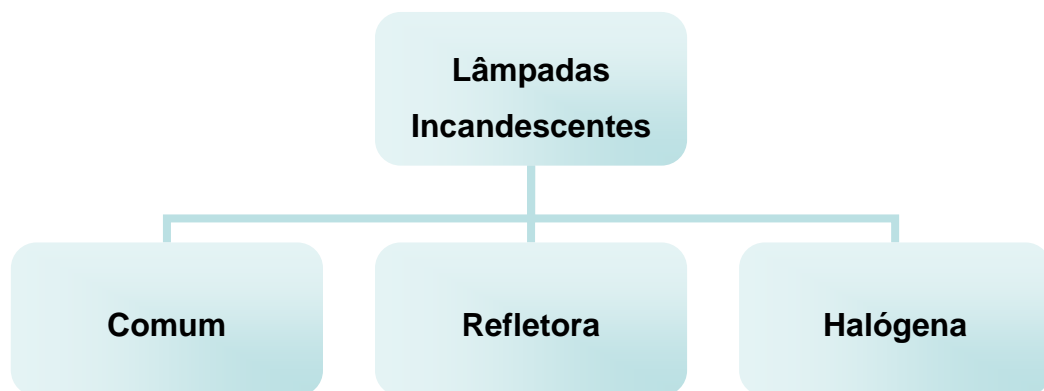 Lâmpadas
Incandescentes
Comum
Refletora
Halógena